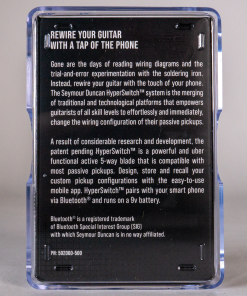 REWIRE YOUR GUITAR
WITH A TAP OF THE PHONE
Gone are the days of reading wiring diagrams and the
trial-and-error experimentation with the soldering iron.
Instead, rewire your guitar with the touch of your phone.
The Seymour Duncan HyperSwitch™ system is the merging
of traditional and technological platforms that empowers
guitarists of all skill levels to effortlessly and immediately,
change the wiring configuration of their passive pickups.
A result of considerable research and development, the
patent pending HyperSwitch™ is a powerful and uber
functional active 5-way blade that is compatible with
most passive pickups. Design, store and recall your
custom pickup configurations with the easy-to-use
mobile app. HyperSwitch™ pairs with your smart phone
via Bluetooth® and runs on a 9v battery.
Bluetooth® is a registered trademark
of Bluetooth Special Interest Group (SIG)
with which Seymour Duncan is in no way affiliated.
PN: 502060-500